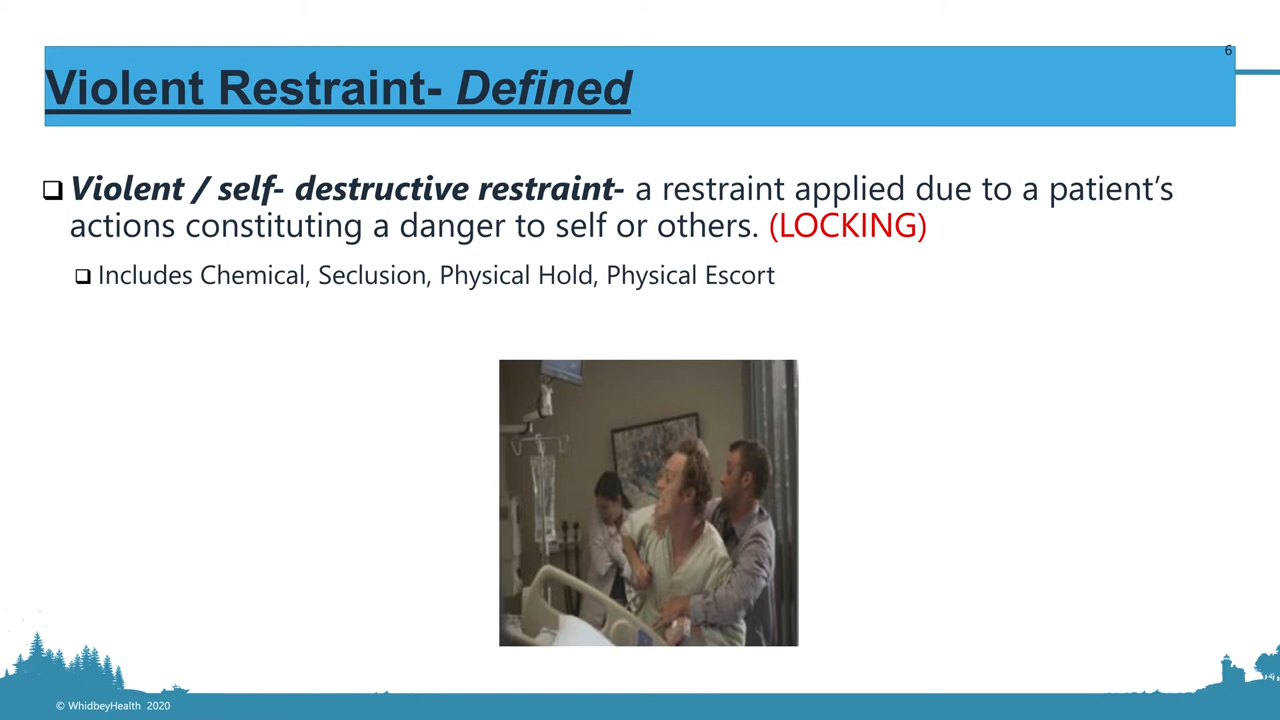 6
Violent Restraint- Defined
Violent / self- destructive restraint- a restraint applied due to a patient’s
actions constituting a danger to self or others. (LOCKING)
Includes Chemical, Seclusion, Physical Hold, Physical Escort
© WhidbeyHealth 2020